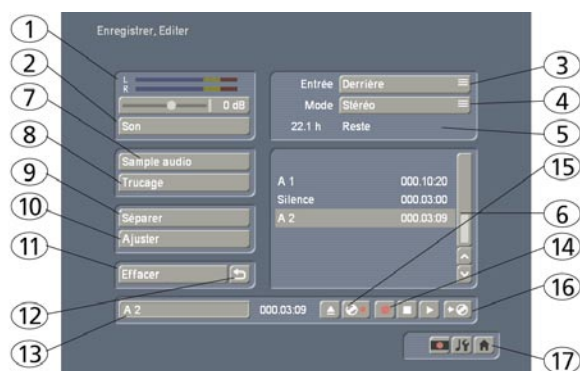 Enregistrer, Editer
1
2
7
8
9
10
11
12
13
L
R
0 dB
Son
Sample audio
Trucage
Séparer
Ajuster
Effacer
A 2
000.03:09
Entrée Derrière
Mode Stéréo
22.1 h Reste
A 1 000.10:20
Silence 000.03:00
A 2 000.03:09
3
4
5
15
6
14
16
17